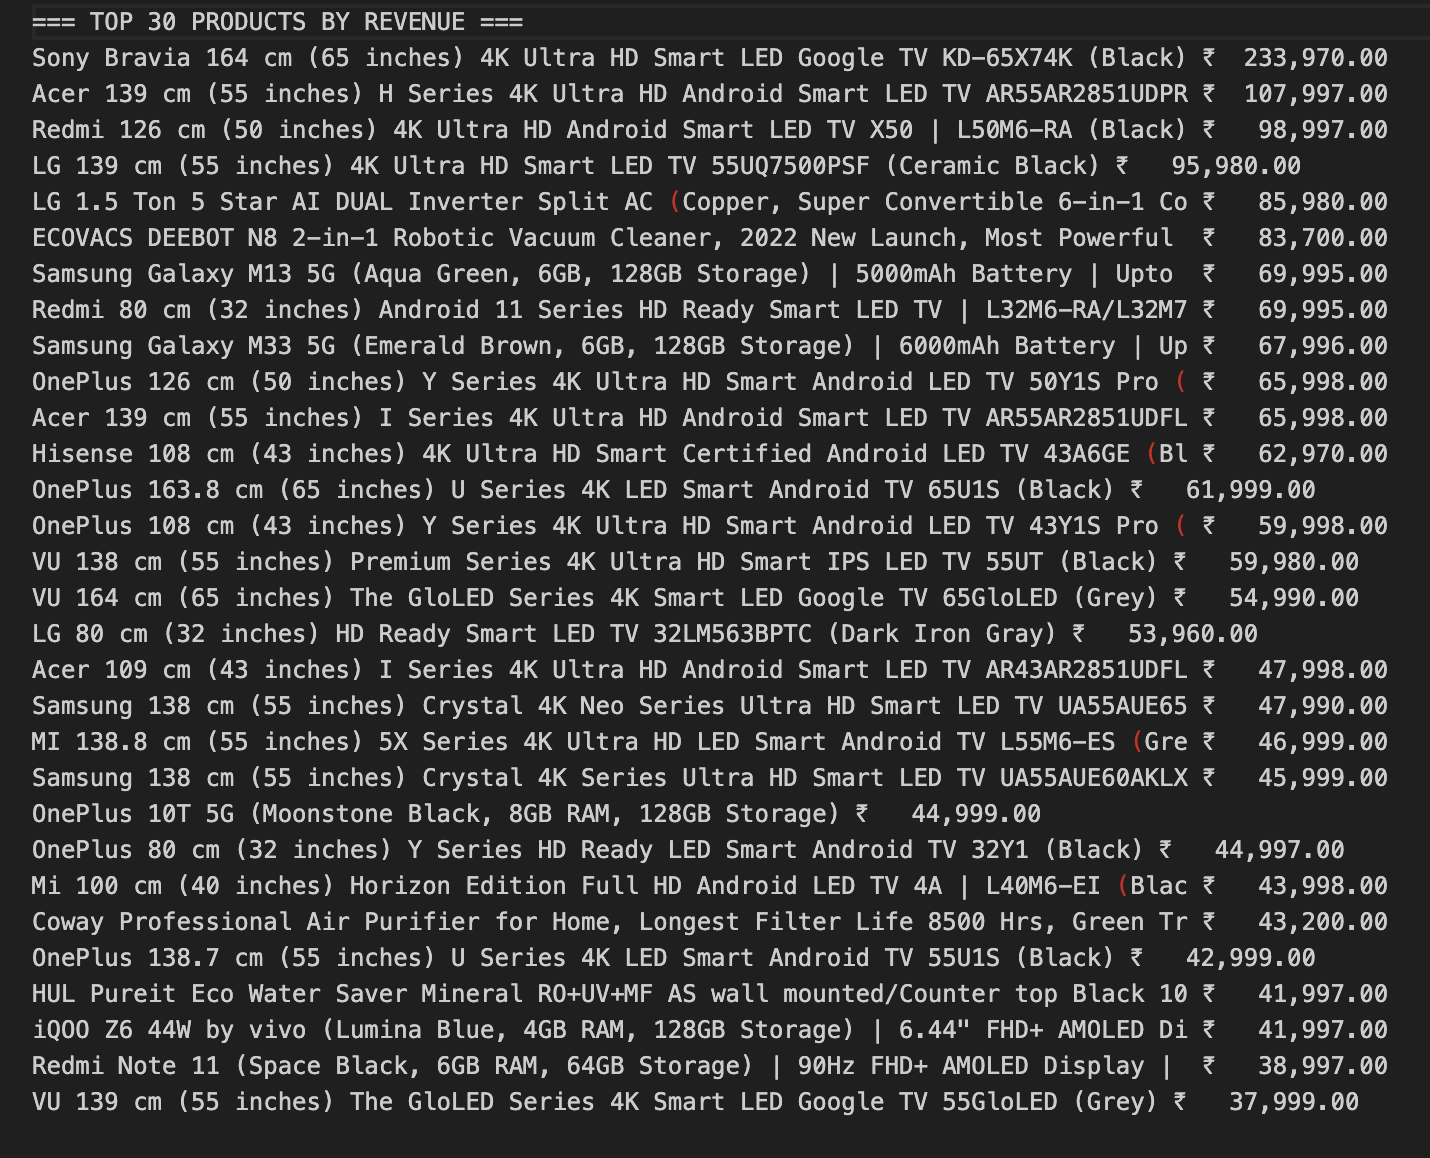 === TOP 30 PRODUCTS BY REVENUE ===
Sony Bravia 164 cm (65 inches) 4K Ultra HD Smart LED Google TV KD-65X74K (Black) ₹  233,970.00
Acer 139 cm (55 inches) H Series 4K Ultra HD Android Smart LED TV AR55AR2851UDPR ₹  107,997.00
Redmi 126 cm (50 inches) 4K Ultra HD Android Smart LED TV X50 | L50M6-RA (Black) ₹   98,997.00
LG 139 cm (55 inches) 4K Ultra HD Smart LED TV 55UQ7500PSF (Ceramic Black) ₹   95,980.00
LG 1.5 Ton 5 Star AI DUAL Inverter Split AC (Copper, Super Convertible 6-in-1 Co ₹   85,980.00
ECOVACS DEEBOT N8 2-in-1 Robotic Vacuum Cleaner, 2022 New Launch, Most Powerful  ₹   83,700.00
Samsung Galaxy M13 5G (Aqua Green, 6GB, 128GB Storage) | 5000mAh Battery | Upto  ₹   69,995.00
Redmi 80 cm (32 inches) Android 11 Series HD Ready Smart LED TV | L32M6-RA/L32M7 ₹   69,995.00
Samsung Galaxy M33 5G (Emerald Brown, 6GB, 128GB Storage) | 6000mAh Battery | Up ₹   67,996.00
OnePlus 126 cm (50 inches) Y Series 4K Ultra HD Smart Android LED TV 50Y1S Pro ( ₹   65,998.00
Acer 139 cm (55 inches) I Series 4K Ultra HD Android Smart LED TV AR55AR2851UDFL ₹   65,998.00
Hisense 108 cm (43 inches) 4K Ultra HD Smart Certified Android LED TV 43A6GE (Bl ₹   62,970.00
OnePlus 163.8 cm (65 inches) U Series 4K LED Smart Android TV 65U1S (Black) ₹   61,999.00
OnePlus 108 cm (43 inches) Y Series 4K Ultra HD Smart Android LED TV 43Y1S Pro ( ₹   59,998.00
VU 138 cm (55 inches) Premium Series 4K Ultra HD Smart IPS LED TV 55UT (Black) ₹   59,980.00
VU 164 cm (65 inches) The GloLED Series 4K Smart LED Google TV 65GloLED (Grey) ₹   54,990.00
LG 80 cm (32 inches) HD Ready Smart LED TV 32LM563BPTC (Dark Iron Gray) ₹   53,960.00
Acer 109 cm (43 inches) I Series 4K Ultra HD Android Smart LED TV AR43AR2851UDFL ₹   47,998.00
Samsung 138 cm (55 inches) Crystal 4K Neo Series Ultra HD Smart LED TV UA55AUE65 ₹   47,990.00
MI 138.8 cm (55 inches) 5X Series 4K Ultra HD LED Smart Android TV L55M6-ES (Gre ₹   46,999.00
Samsung 138 cm (55 inches) Crystal 4K Series Ultra HD Smart LED TV UA55AUE60AKLX ₹   45,999.00
OnePlus 10T 5G (Moonstone Black, 8GB RAM, 128GB Storage) ₹   44,999.00
OnePlus 80 cm (32 inches) Y Series HD Ready LED Smart Android TV 32Y1 (Black) ₹   44,997.00
Mi 100 cm (40 inches) Horizon Edition Full HD Android LED TV 4A | L40M6-EI (Blac ₹   43,998.00
Coway Professional Air Purifier for Home, Longest Filter Life 8500 Hrs, Green Tr ₹   43,200.00
OnePlus 138.7 cm (55 inches) U Series 4K LED Smart Android TV 55U1S (Black) ₹   42,999.00
HUL Pureit Eco Water Saver Mineral RO+UV+MF AS wall mounted/Counter top Black 10 ₹   41,997.00
iQOO Z6 44W by vivo (Lumina Blue, 4GB RAM, 128GB Storage) | 6.44" FHD+ AMOLED Di ₹   41,997.00
Redmi Note 11 (Space Black, 6GB RAM, 64GB Storage) | 90Hz FHD+ AMOLED Display |  ₹   38,997.00
VU 139 cm (55 inches) The GloLED Series 4K Smart LED Google TV 55GloLED (Grey) ₹   37,999.00